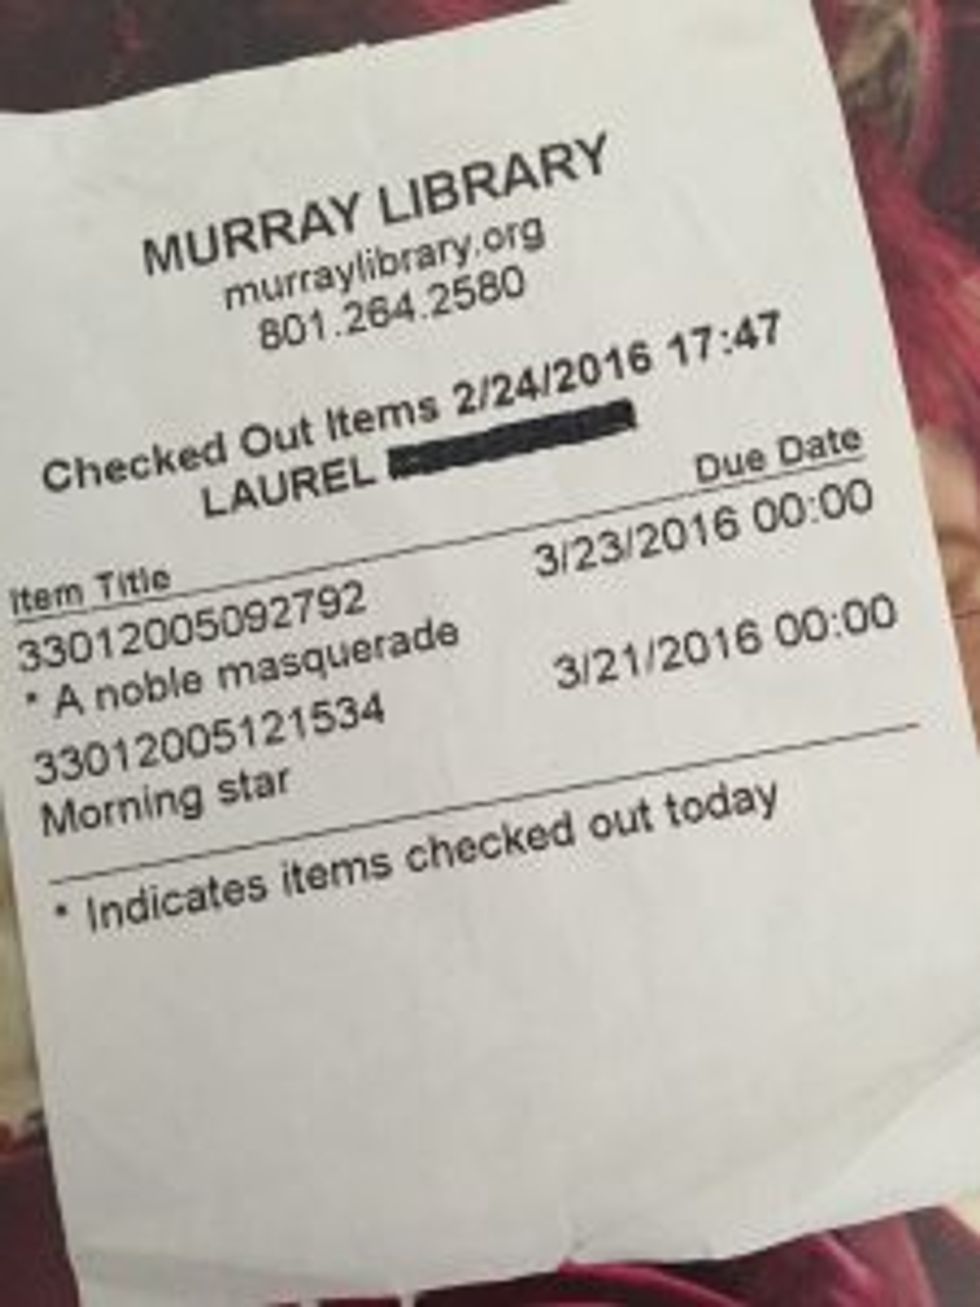 MURRAY LIBRARY
murraylibrary.org
801.264.2580
Checked Out Items 2/24/2016 17:47
LAUREL
Item Title Due Date
33012005092792 3/23/2016 00:00
* A noble masquerade
33012005121534 3/21/2016 00:00
Morning star
* Indicates items checked out today